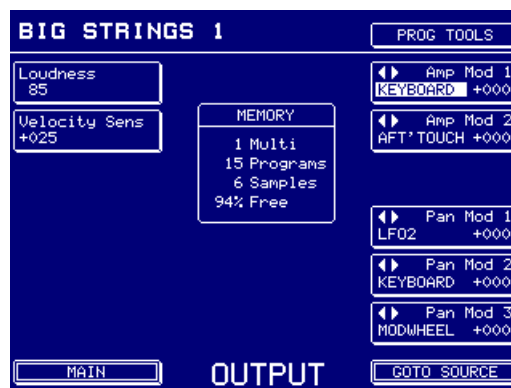 BIG STRINGS 1
PROG TOOLS
Loudness
85
Velocity Sens
+025
MEMORY
1 Multi
15 Programs
6 Samples
94% Free
Amp Mod 1
KEYBOARD +000
Amp Mod 2
AFT'TOUCH +000
Pan Mod 1
LFO2 +000
Pan Mod 2
KEYBOARD +000
Pan Mod 3
MODWHEEL +000
MAIN
OUTPUT
GOTO SOURCE